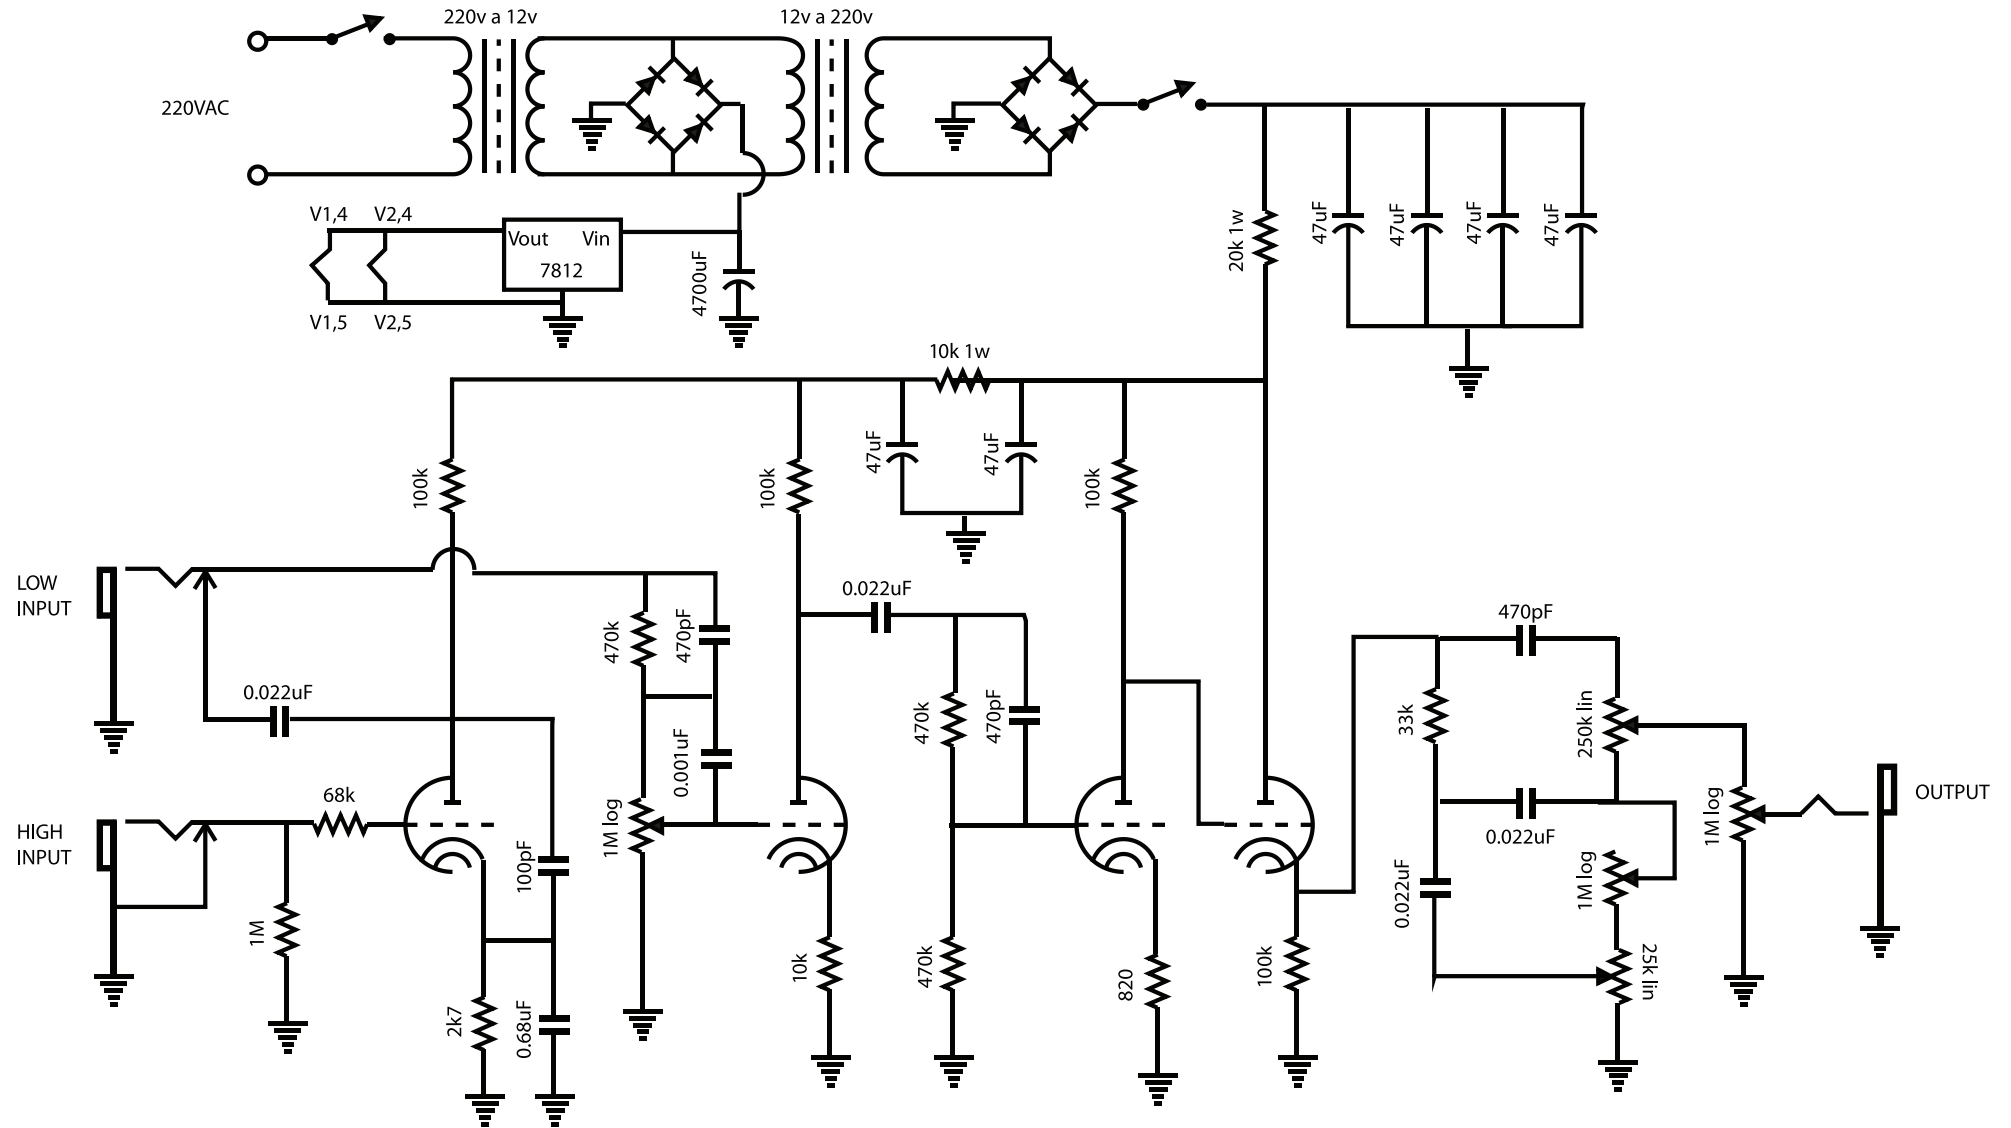 220v a 12v
12v a 220v
220VAC
V1,4
V2,4
Vout
Vin
7812
V1,5
V2,5
4700uF
20k 1w
47uF
47uF
47uF
47uF
10k 1w
100k
100k
47uF
47uF
100k
LOW
INPUT
0.022uF
470k
470pF
0.022uF
470pF
0.022uF
470k
470pF
33k
250k lin
0.001uF
68k
1M log
HIGH
INPUT
100pF
0.022uF
1M log
1M log
OUTPUT
1M
10k
470k
820
100k
25k lin
2k7
0.68uF